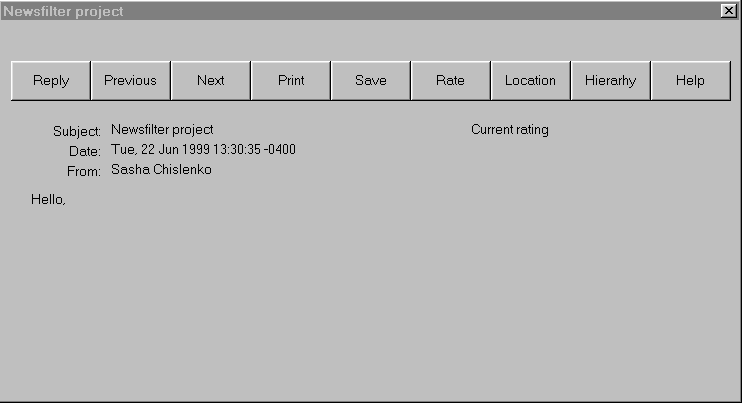 Newsfilter project
Reply Previous Next Print Save Rate Location Hierarhy Help
Subject: Newsfilter project Current rating
Date: Tue, 22 Jun 1999 13:30:35 -0400
From: Sasha Chislenko
Hello,